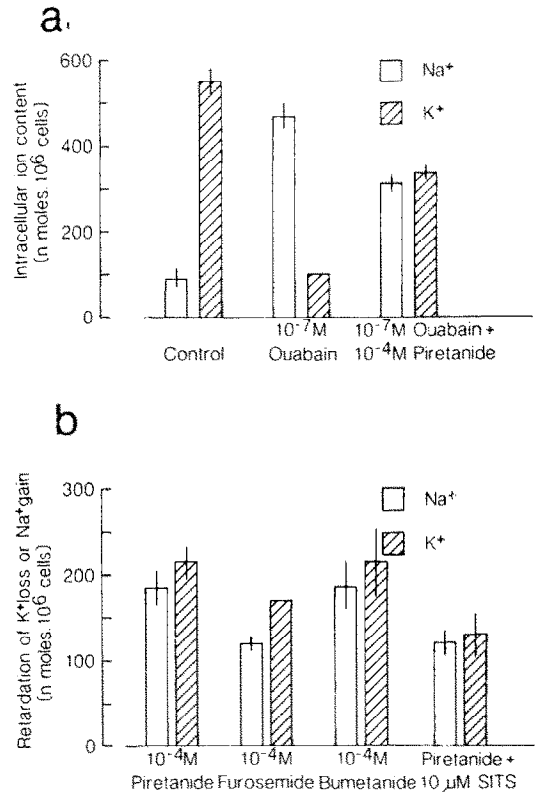 a.
Intracellular ion content
(n moles. 10⁶ cells)
600
400
200
0
Na⁺
K⁺
Control
10⁻⁷M
Ouabain
10⁻⁷M Ouabain +
10⁻⁴M Piretanide
b
Retardation of K⁺loss or Na⁺gain
(n moles. 10⁶ cells)
300
200
100
0
Na⁺
K⁺
10⁻⁴M
Piretanide
10⁻⁴M
Furosemide
10⁻⁴M
Bumetanide
Piretanide +
10 μM SITS